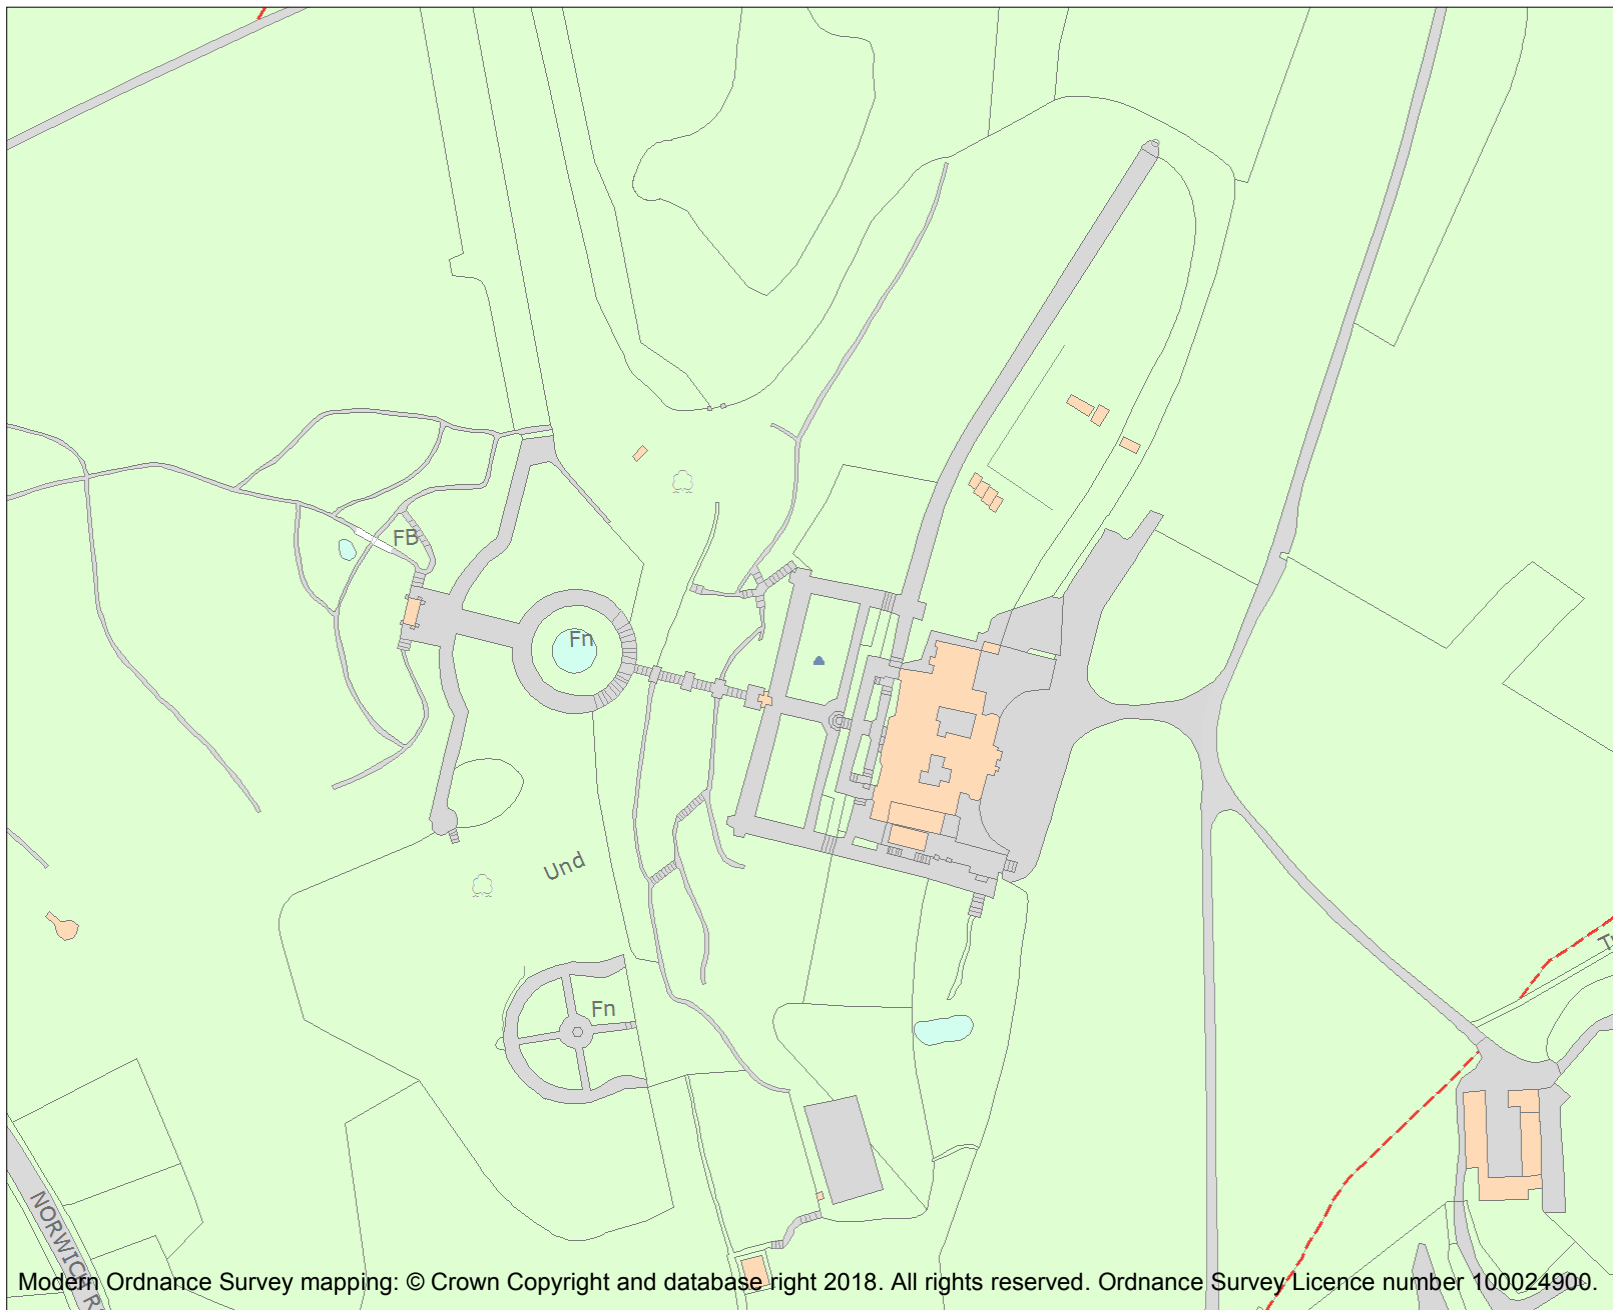 FB
Fn
Und
Fn
NORWICH R
Modern Ordnance Survey mapping: © Crown Copyright and database right 2018. All rights reserved. Ordnance Survey Licence number 100024900.